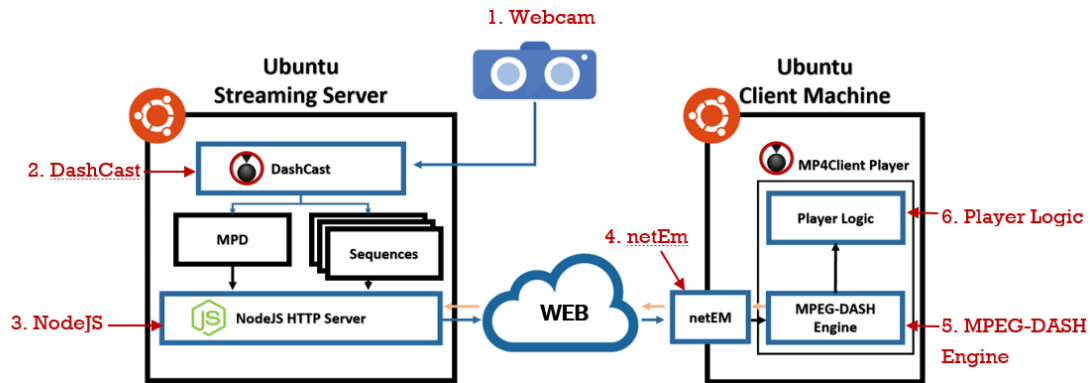 1. Webcam
Ubuntu
Streaming Server
Ubuntu
Client Machine
2. DashCast
DashCast
MP4Client Player
MPD
Sequences
Player Logic
6. Player Logic
4. netEm
3. NodeJS
JS
NodeJS HTTP Server
WEB
netEM
MPEG-DASH
Engine
5. MPEG-DASH
Engine